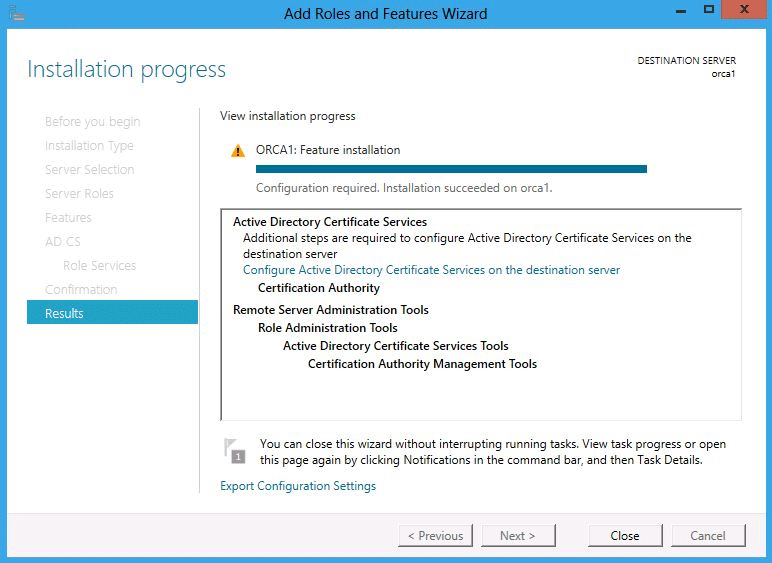 Add Roles and Features Wizard
Installation progress
DESTINATION SERVER
orca1
Before you begin
Installation Type
Server Selection
Server Roles
Features
AD CS
Role Services
Confirmation
Results
View installation progress
ORCA1: Feature installation
Configuration required. Installation succeeded on orca1.
Active Directory Certificate Services
Additional steps are required to configure Active Directory Certificate Services on the
destination server
Configure Active Directory Certificate Services on the destination server
Certification Authority
Remote Server Administration Tools
Role Administration Tools
Active Directory Certificate Services Tools
Certification Authority Management Tools
1
You can close this wizard without interrupting running tasks. View task progress or open
this page again by clicking Notifications in the command bar, and then Task Details.
Export Configuration Settings
< Previous
Next >
Close
Cancel